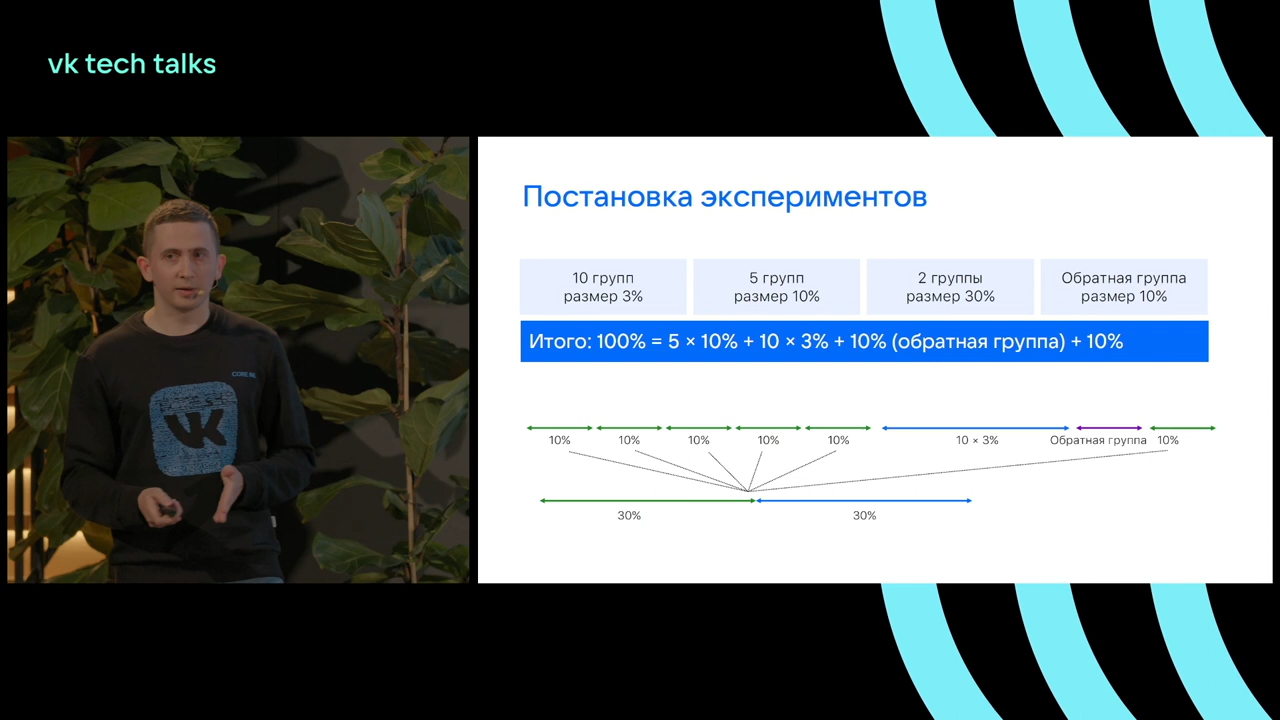 vk tech talks
Постановка экспериментов
10 групп
размер 3%
5 групп
размер 10%
2 группы
размер 30%
Обратная группа
размер 10%
Итого: 100% = 5 × 10% + 10 × 3% + 10% (обратная группа) + 10%
10% 10% 10% 10% 10% 10 × 3% Обратная группа 10%
30% 30%
VK